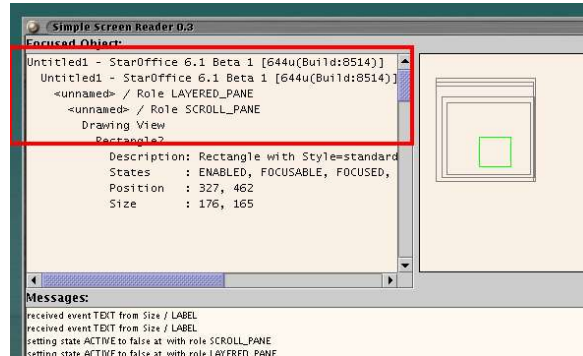 Simple Screen Reader 0.3
Focused Object:
Untitled1 - StarOffice 6.1 Beta 1 [644u(Build:8514)]
Untitled1 - StarOffice 6.1 Beta 1 [644u(Build:8514)]
<unnamed> / Role LAYERED_PANE
<unnamed> / Role SCROLL_PANE
Drawing View
Rectangle?
Description: Rectangle with Style=standard
States : ENABLED, FOCUSABLE, FOCUSED,
Position : 327, 462
Size : 176, 165
Messages:
received event TEXT from Size / LABEL
received event TEXT from Size / LABEL
setting state ACTIVE to false at with role SCROLL_PANE
setting state ACTIVE to false at with role LAYERED_PANE